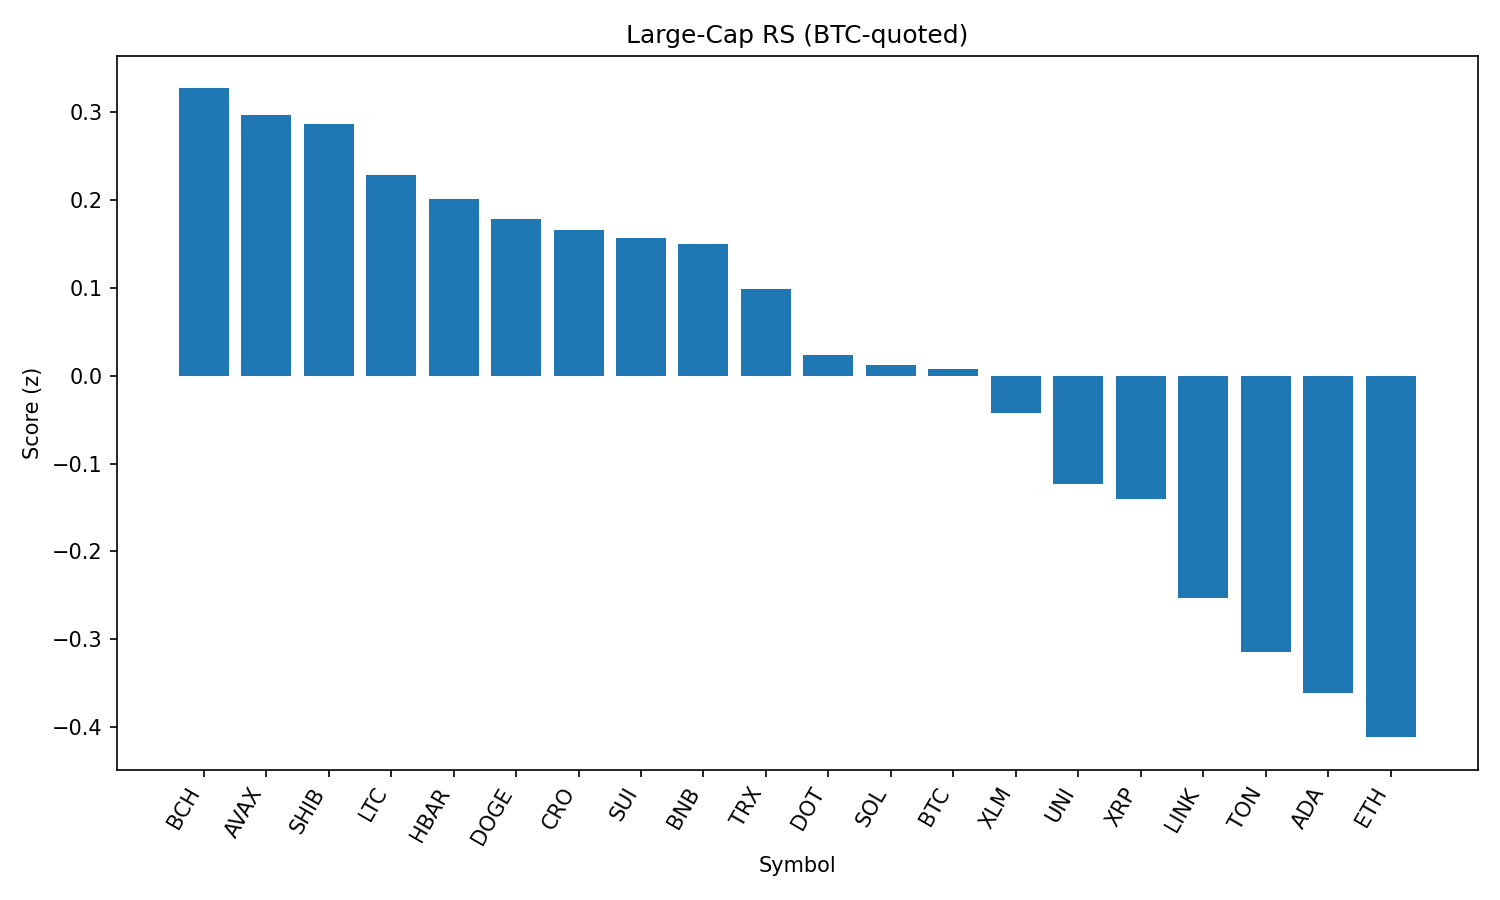 Large-Cap RS (BTC-quoted)
Score (z)
0.3
0.2
0.1
0.0
−0.1
−0.2
−0.3
−0.4
BCH
AVAX
SHIB
LTC
HBAR
DOGE
CRO
SUI
BNB
TRX
DOT
SOL
BTC
XLM
UNI
XRP
LINK
TON
ADA
ETH
Symbol